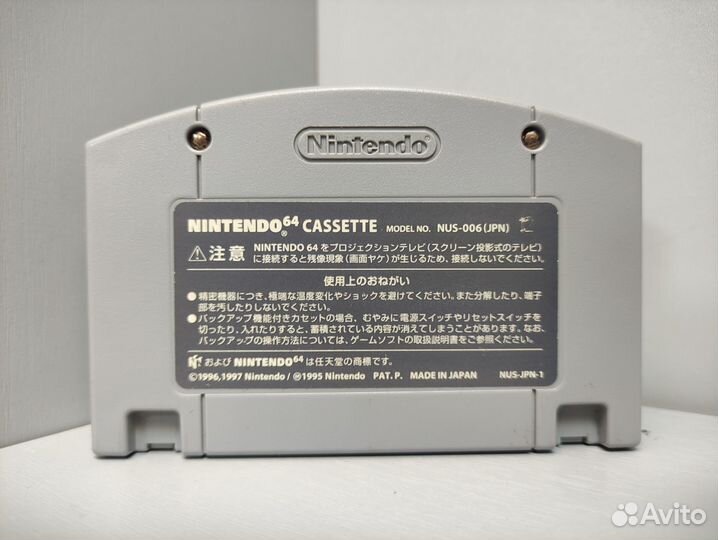 Nintendo
NINTENDO64 CASSETTE MODEL NO. NUS-006(JPN)
注意 NINTENDO 64 をプロジェクションテレビ(スクリーン投影式のテレビ)
に接続すると残像現象(画面ヤケ)が生じるため、接続しないでください。
使用上のおねがい
●精密機器につき、極端な温度変化やショックを避けてください。また分解したり、端子
部を汚したりしないでください。
●バックアップ機能付きカセットの場合、むやみに電源スイッチやリセットスイッチを
切ったり、入れたりすると、蓄積されている内容が消えてしまうことがあります。なお、
バックアップの操作方法については、ゲームソフトの取扱説明書をご参照ください。
および NINTENDO64 は任天堂の商標です。
©1996,1997 Nintendo/℗1995 Nintendo PAT. P. MADE IN JAPAN NUS-JPN-1
Avito